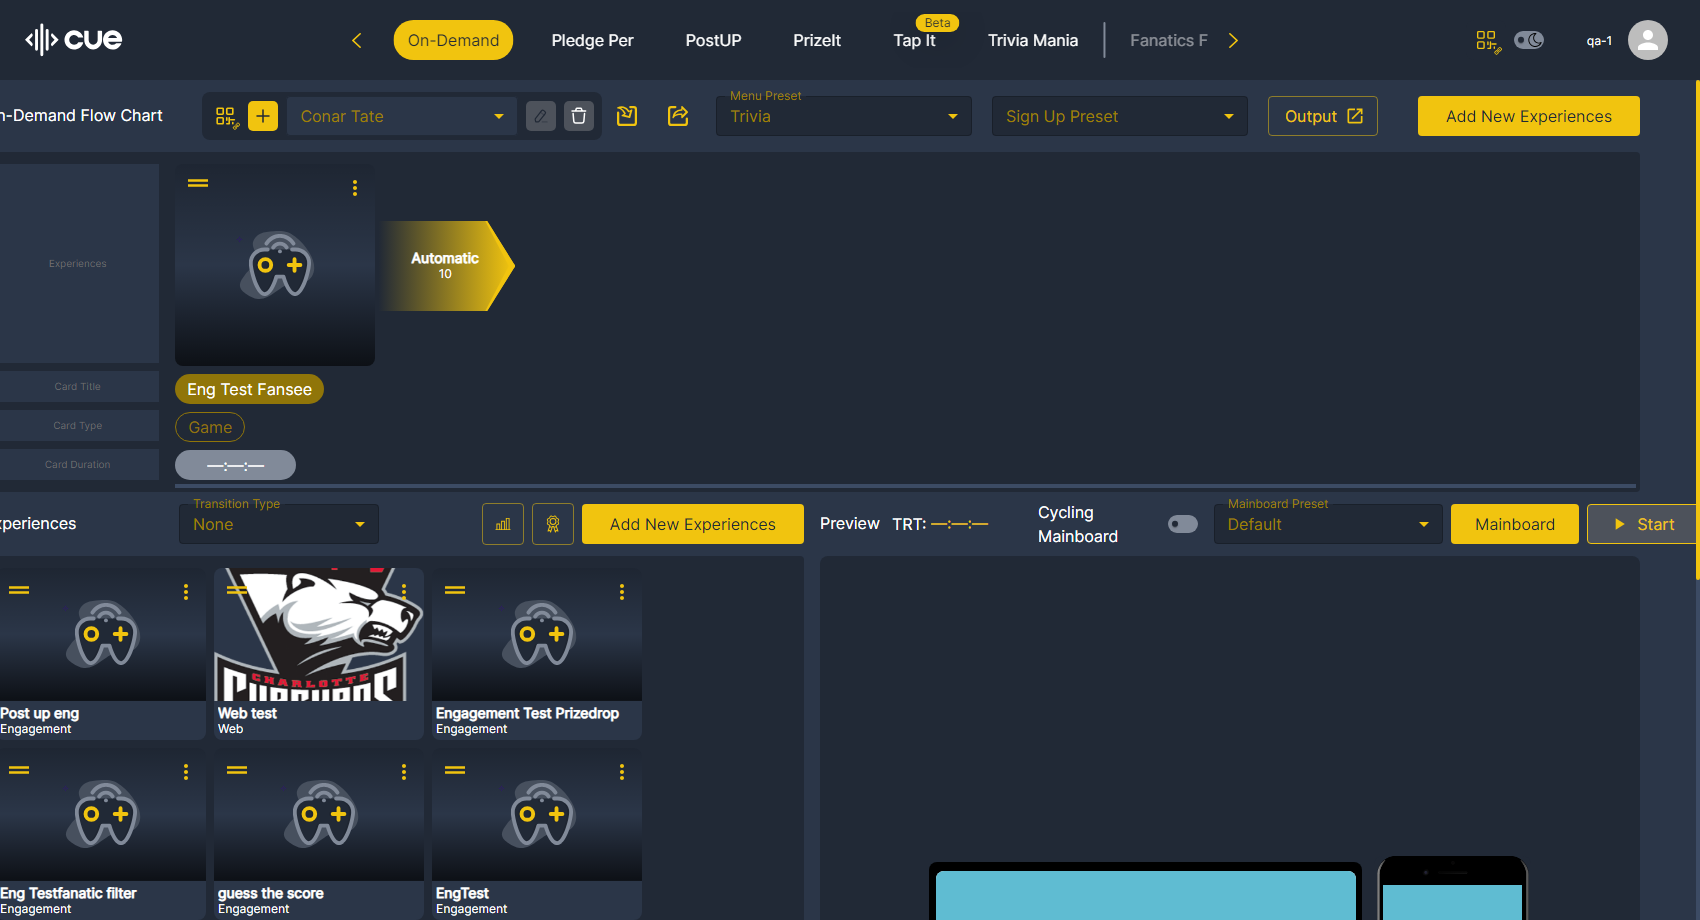 cue
On-Demand
Pledge Per
PostUP
PrizeIt
Beta
Tap It
Trivia Mania
Fanatics F
qa-1
n-Demand Flow Chart
Conar Tate
Menu Preset
Trivia
Sign Up Preset
Output
Add New Experiences
Experiences
Automatic
10
Card Title
Eng Test Fansee
Card Type
Game
Card Duration
—:—:—
xperiences
Transition Type
None
Add New Experiences
Preview
TRT: —:—:—
Cycling
Mainboard
Mainboard Preset
Default
Mainboard
Start
CHARLOTTE
Post up eng
Engagement
Web test
Web
Engagement Test Prizedrop
Engagement
Eng Testfanatic filter
Engagement
guess the score
Engagement
EngTest
Engagement